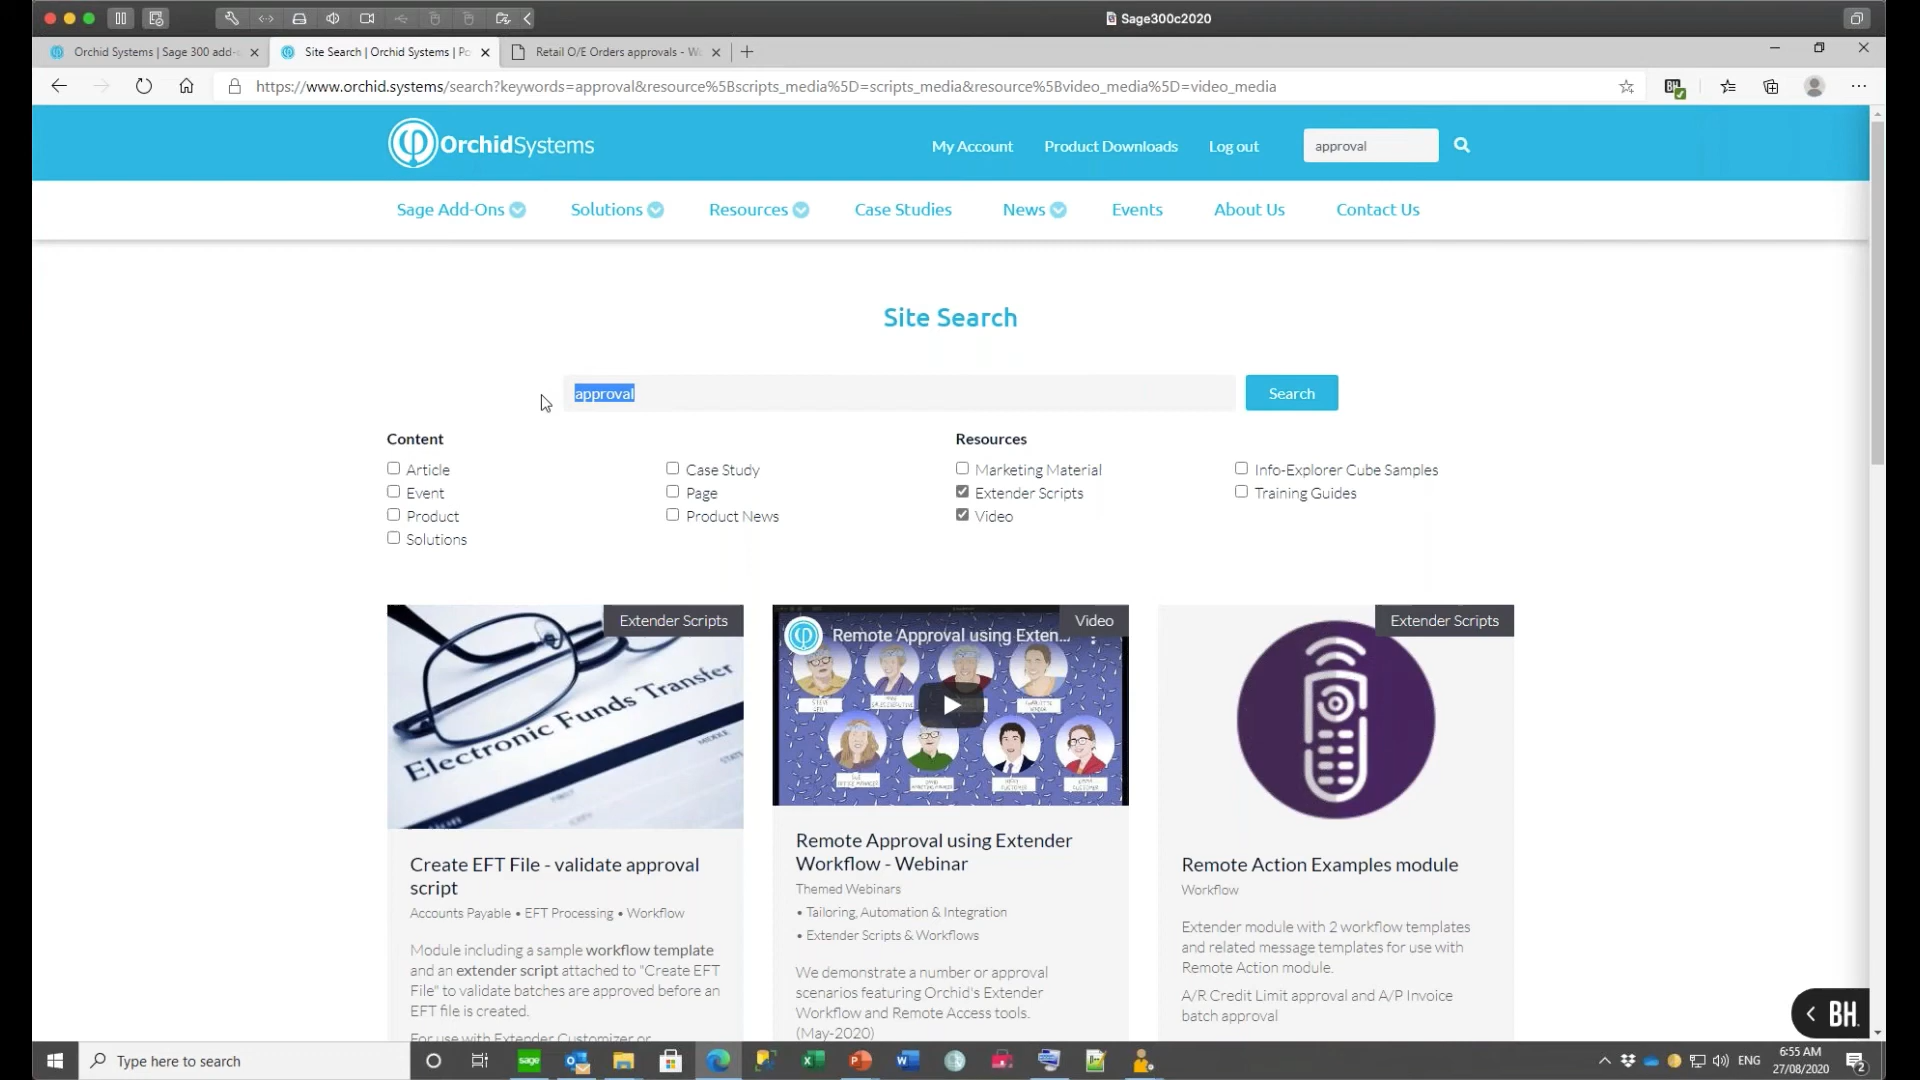 Sage300c2020
Orchid Systems | Sage 300 add-
Site Search | Orchid Systems | Po
Retail O/E Orders approvals - W
https://www.orchid.systems/search?keywords=approval&resource%5Bscripts_media%5D=scripts_media&resource%5Bvideo_media%5D=video_media
OrchidSystems
My Account
Product Downloads
Log out
approval
Sage Add-Ons
Solutions
Resources
Case Studies
News
Events
About Us
Contact Us
Site Search
approval
Search
Content
Resources
Article
Case Study
Marketing Material
Info-Explorer Cube Samples
Event
Page
Extender Scripts
Training Guides
Product
Product News
Video
Solutions
Extender Scripts
Electronic Funds Transfer
Create EFT File - validate approval
script
Accounts Payable • EFT Processing • Workflow
Module including a sample workflow template
and an extender script attached to "Create EFT
File" to validate batches are approved before an
EFT file is created.
For use with Extender Customizer or
Video
Remote Approval using Exten...
Remote Approval using Extender
Workflow - Webinar
Themed Webinars
• Tailoring, Automation & Integration
• Extender Scripts & Workflows
We demonstrate a number or approval
scenarios featuring Orchid's Extender
Workflow and Remote Access tools.
(May-2020)
Extender Scripts
Remote Action Examples module
Workflow
Extender module with 2 workflow templates
and related message templates for use with
Remote Action module.
A/R Credit Limit approval and A/P Invoice
batch approval
BH.
Type here to search
sage
ENG
6:55 AM
27/08/2020
2